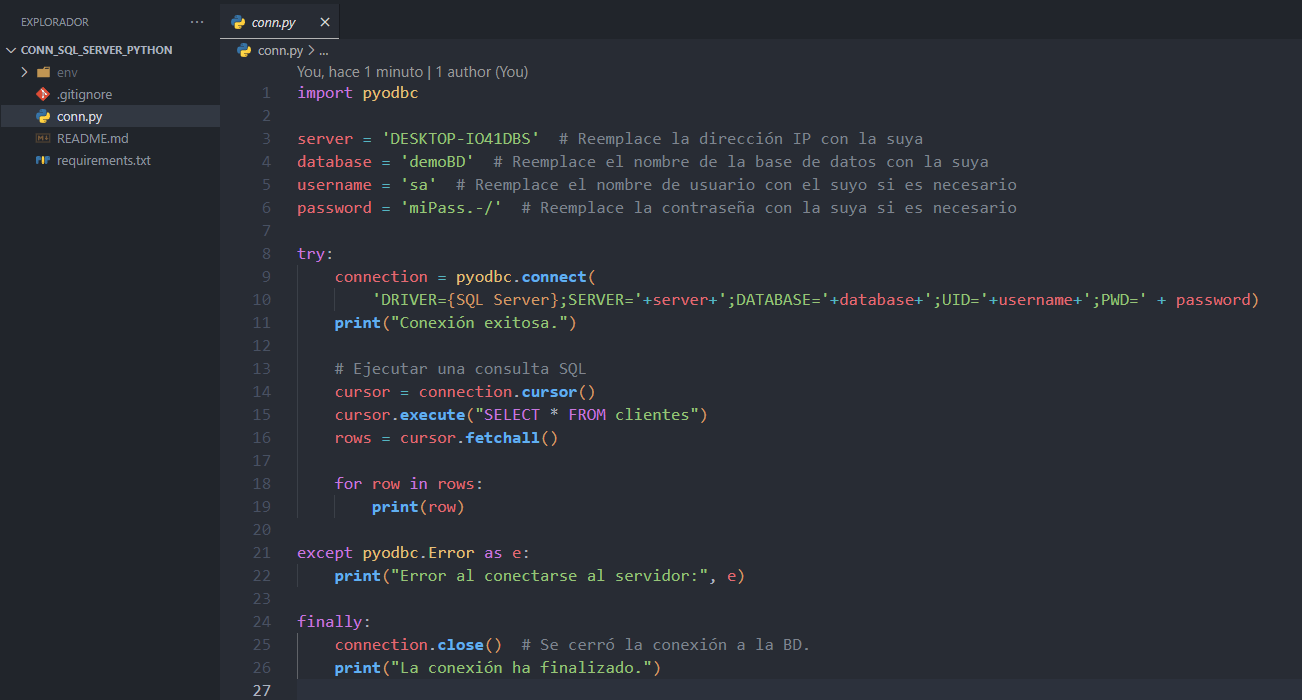 EXPLORADOR ···
conn.py ×
CONN_SQL_SERVER_PYTHON
env
.gitignore
conn.py
README.md
requirements.txt
conn.py > ...
You, hace 1 minuto | 1 author (You)
1 import pyodbc
2
3 server = 'DESKTOP-IO41DBS'  # Reemplace la dirección IP con la suya
4 database = 'demoBD'  # Reemplace el nombre de la base de datos con la suya
5 username = 'sa'  # Reemplace el nombre de usuario con el suyo si es necesario
6 password = 'miPass.-/'  # Reemplace la contraseña con la suya si es necesario
7
8 try:
9     connection = pyodbc.connect(
10         'DRIVER={SQL Server};SERVER='+server+';DATABASE='+database+';UID='+username+';PWD=' + password)
11     print("Conexión exitosa.")
12
13     # Ejecutar una consulta SQL
14     cursor = connection.cursor()
15     cursor.execute("SELECT * FROM clientes")
16     rows = cursor.fetchall()
17
18     for row in rows:
19         print(row)
20
21 except pyodbc.Error as e:
22     print("Error al conectarse al servidor:", e)
23
24 finally:
25     connection.close()  # Se cerró la conexión a la BD.
26     print("La conexión ha finalizado.")
27